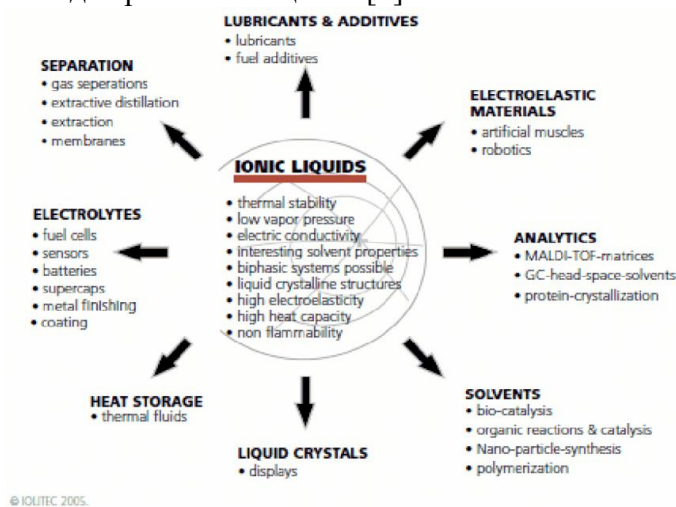 LUBRICANTS & ADDITIVES
• lubricants
• fuel additives
SEPARATION
• gas seperations
• extractive distillation
• extraction
• membranes
ELECTROELASTIC
MATERIALS
• artificial muscles
• robotics
IONIC LIQUIDS
• thermal stability
• low vapor pressure
• electric conductivity
• interesting solvent properties
• biphasic systems possible
• liquid crystalline structures
• high electroelasticity
• high heat capacity
• non flammability
ELECTROLYTES
• fuel cells
• sensors
• batteries
• supercaps
• metal finishing
• coating
ANALYTICS
• MALDI-TOF-matrices
• GC-head-space-solvents
• protein-crystallization
HEAT STORAGE
• thermal fluids
LIQUID CRYSTALS
• displays
SOLVENTS
• bio-catalysis
• organic reactions & catalysis
• Nano-particle-synthesis
• polymerization
© IOLITEC 2005.